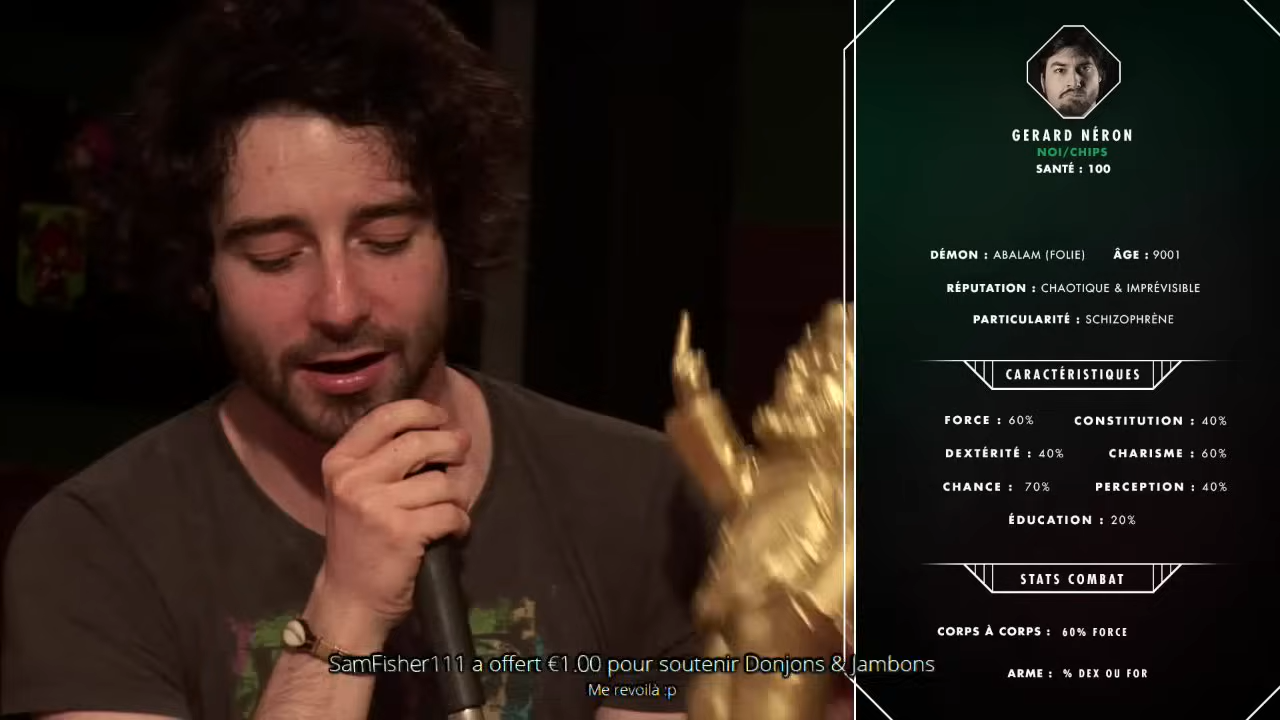 GERARD NÉRON
NOI/CHIPS
SANTÉ : 100
DÉMON : ABALAM (FOLIE) ÂGE : 9001
RÉPUTATION : CHAOTIQUE & IMPRÉVISIBLE
PARTICULARITÉ : SCHIZOPHRÈNE
CARACTÉRISTIQUES
FORCE : 60% CONSTITUTION : 40%
DEXTÉRITÉ : 40% CHARISME : 60%
CHANCE : 70% PERCEPTION : 40%
ÉDUCATION : 20%
STATS COMBAT
CORPS À CORPS : 60% FORCE
SamFisher111 a offert €1.00 pour soutenir Donjons & Jambons
ARME : % DEX OU FOR
Me revoilà :p